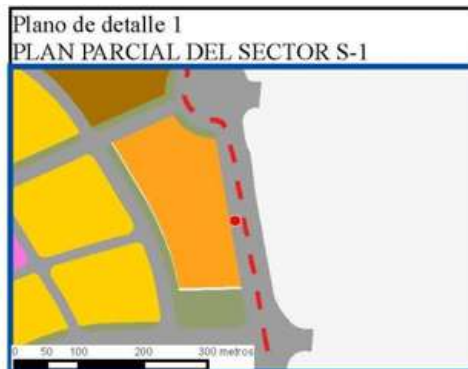 Plano de detalle 1
PLAN PARCIAL DEL SECTOR S-1
0 50 100 200 300 metros